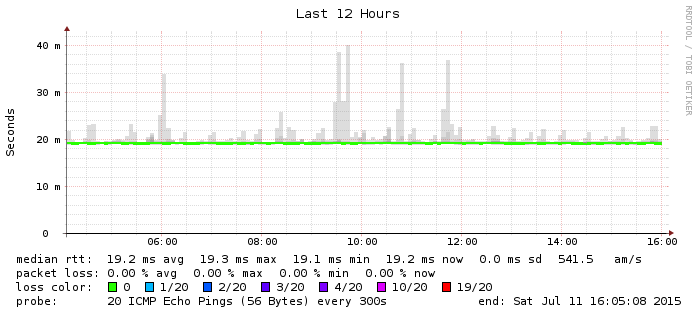 Last 12 Hours
RRDTOOL / TOBI OETIKER
Seconds
40 m
30 m
20 m
10 m
0
06:00 08:00 10:00 12:00 14:00 16:00
median rtt: 19.2 ms avg 19.3 ms max 19.1 ms min 19.2 ms now 0.0 ms sd 541.5 am/s
packet loss: 0.00 % avg 0.00 % max 0.00 % min 0.00 % now
loss color: 0 1/20 2/20 3/20 4/20 10/20 19/20
probe: 20 ICMP Echo Pings (56 Bytes) every 300s end: Sat Jul 11 16:05:08 2015